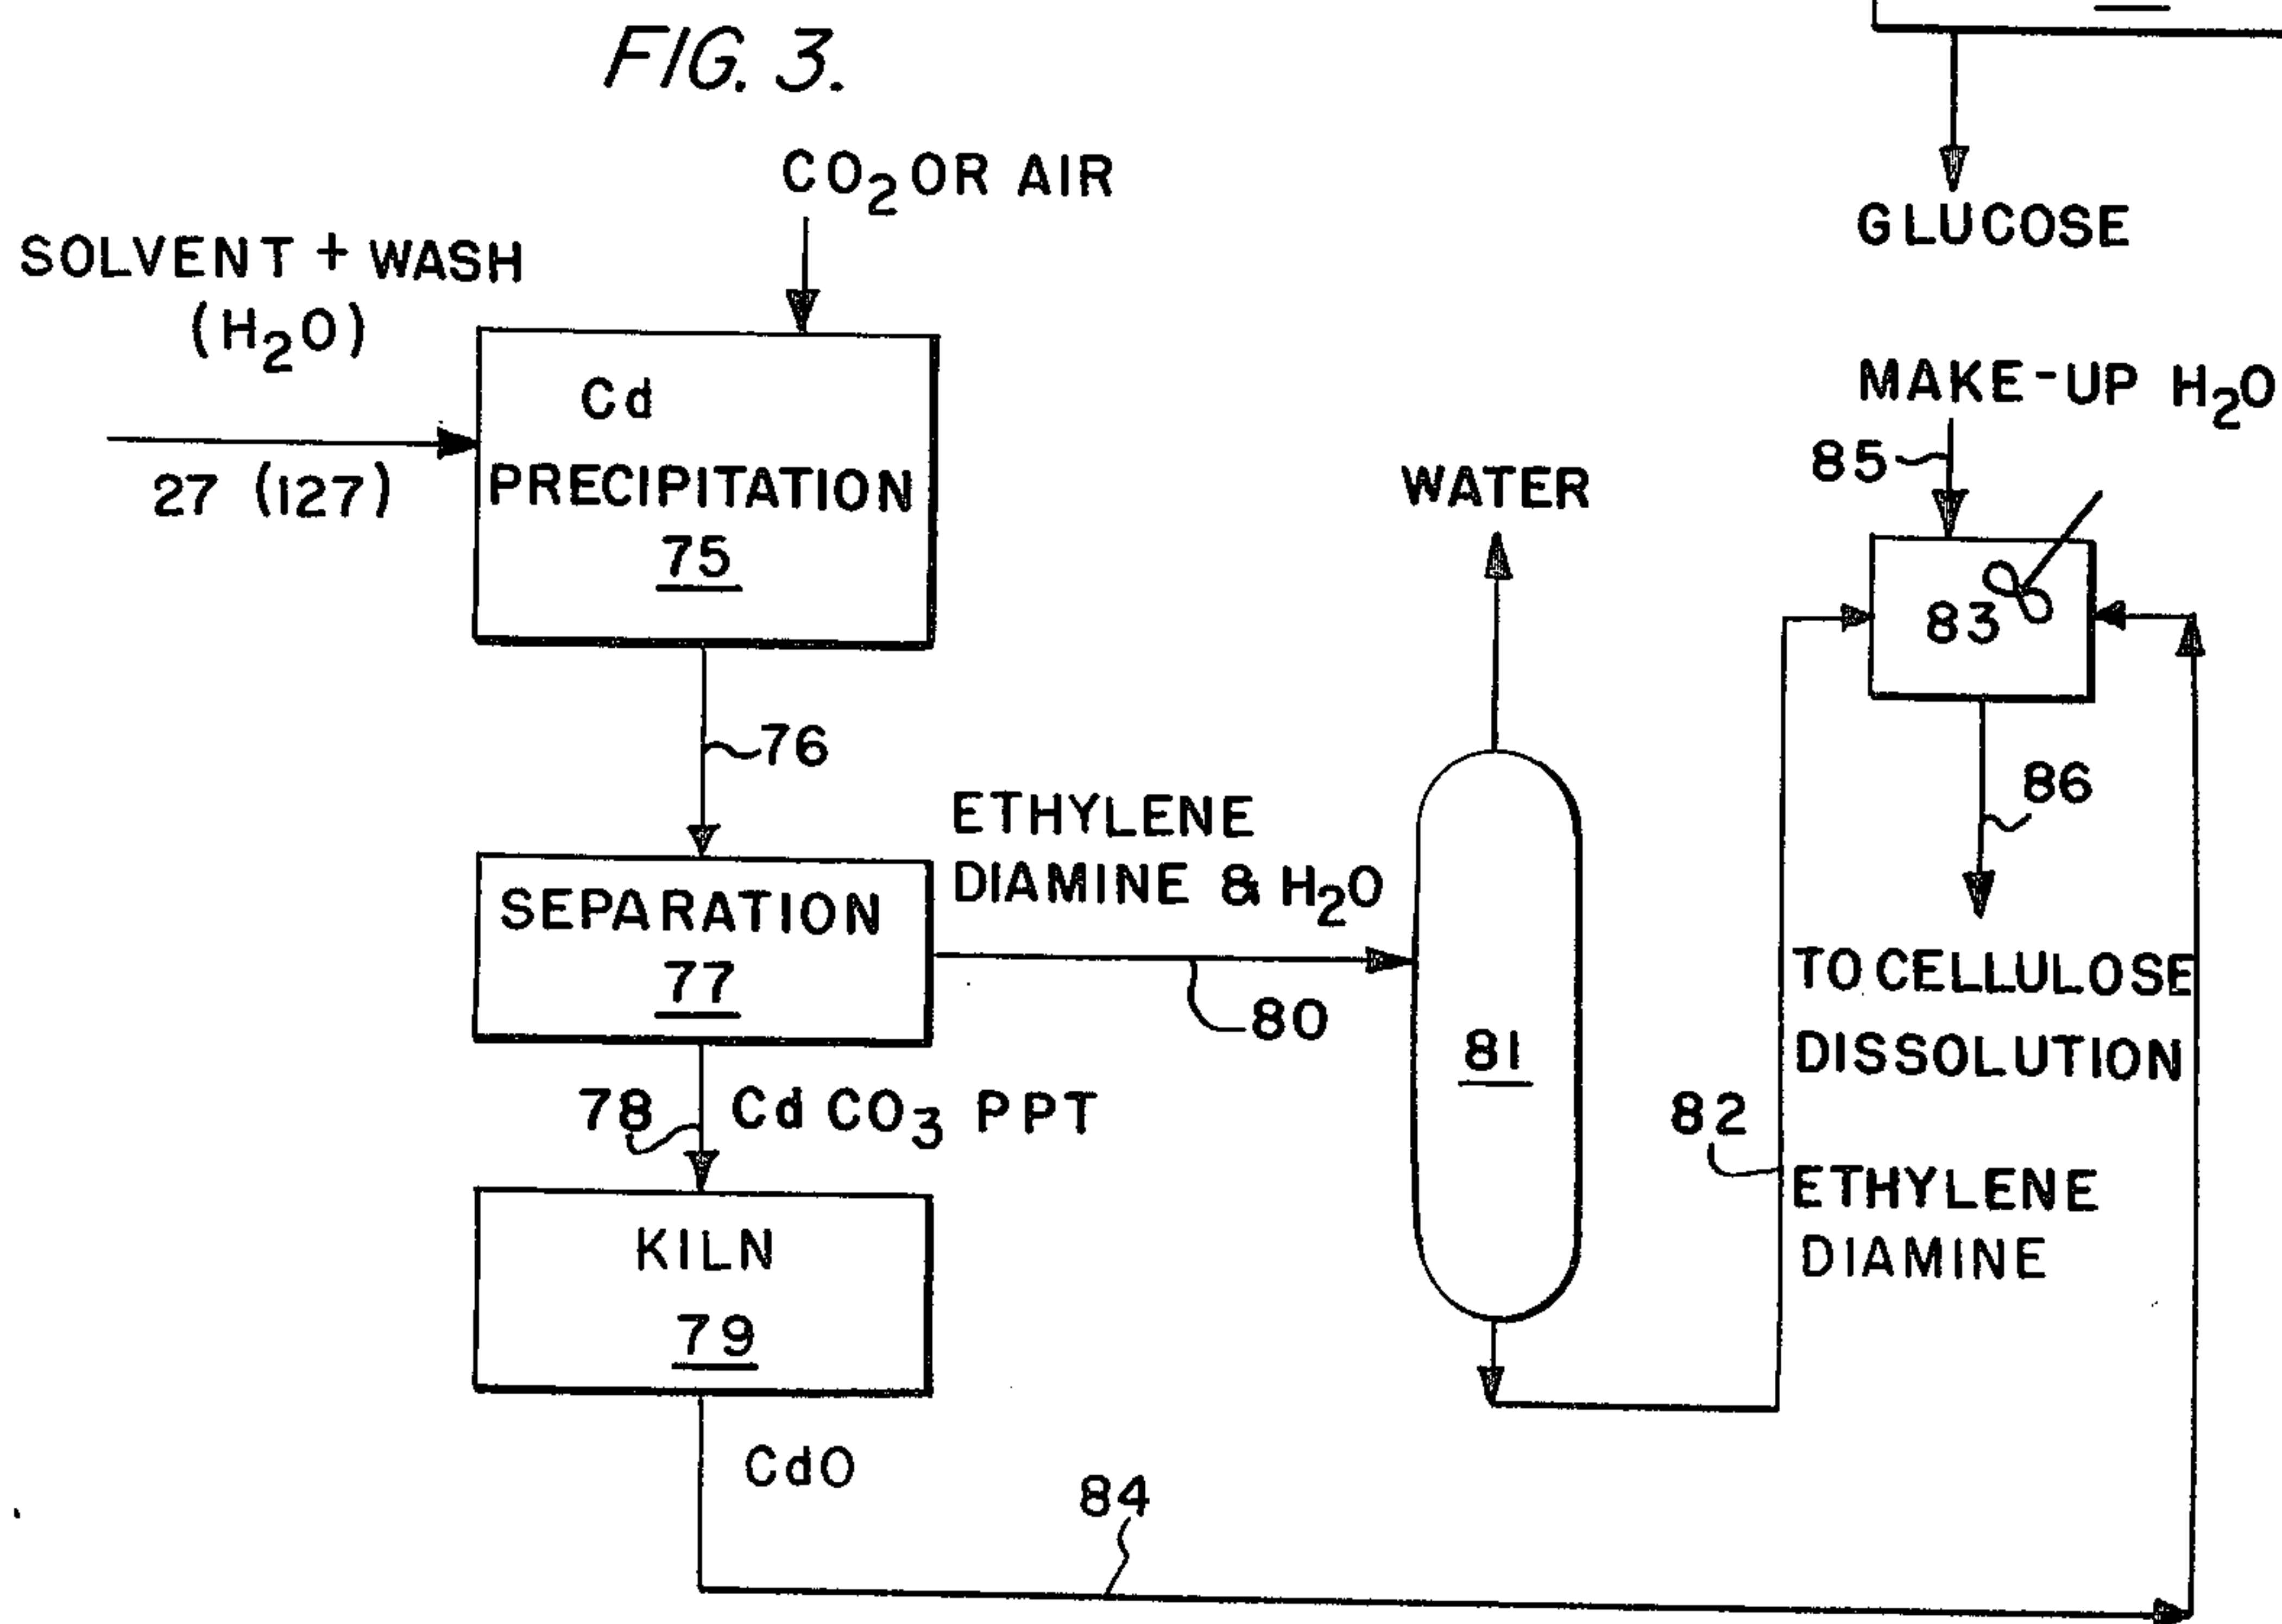 FIG. 3.
CO2 OR AIR
SOLVENT + WASH
(H2O)
27 (127)
Cd
PRECIPITATION
75
76
SEPARATION
77
ETHYLENE
DIAMINE & H2O
80
78
Cd CO3 PPT
KILN
79
CdO
84
WATER
81
82
ETHYLENE
DIAMINE
GLUCOSE
MAKE-UP H2O
85
83
86
TO CELLULOSE
DISSOLUTION